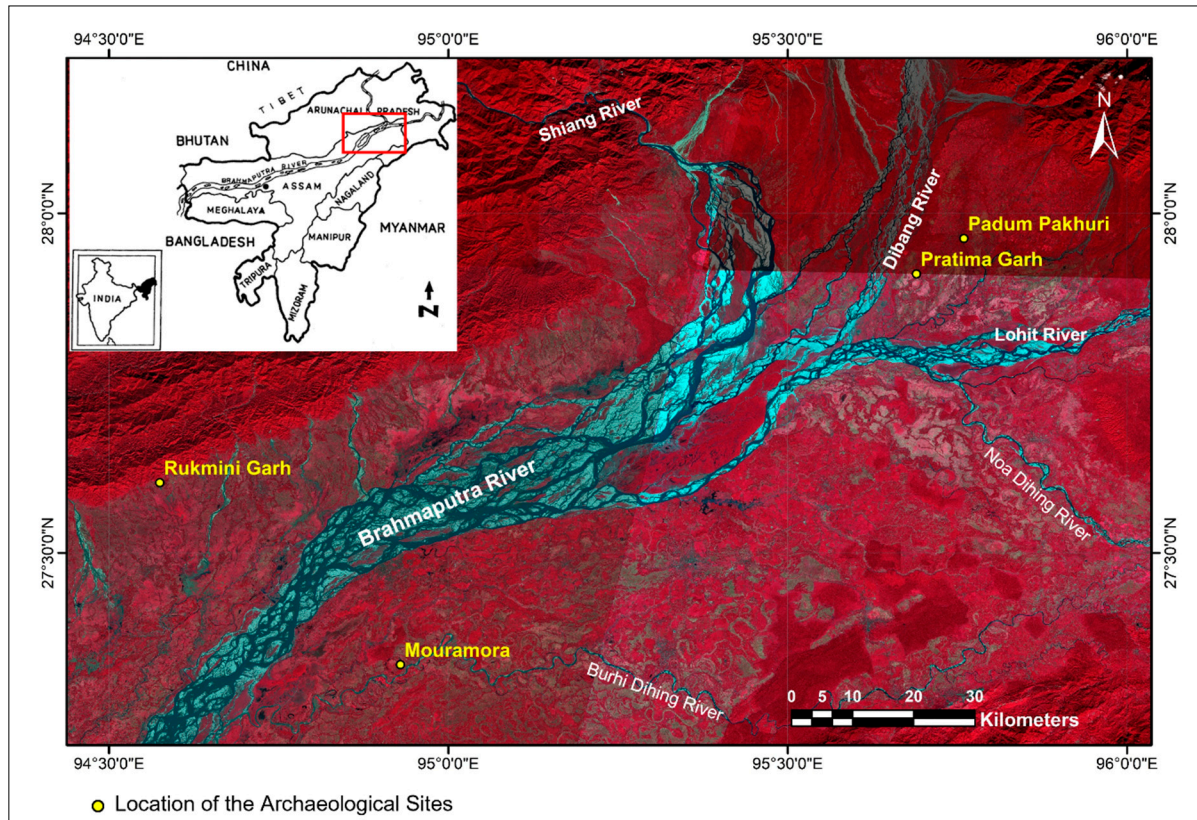 94°30'0"E
95°0'0"E
95°30'0"E
96°0'0"E
CHINA
TIBET
ARUNACHAL PRADESH
BHUTAN
BRAHMAPUTRA RIVER
ASSAM
NAGALAND
MEGHALAYA
MYANMAR
BANGLADESH
MANIPUR
TRIPURA
MIZORAM
INDIA
N
N
Shiang River
28°0'0"N
28°0'0"N
Dibang River
Padum Pakhuri
Pratima Garh
Lohit River
Rukmini Garh
Brahmaputra River
Noa Dihing River
27°30'0"N
27°30'0"N
Mouramora
Burhi Dihing River
0 5 10 20 30
Kilometers
94°30'0"E
95°0'0"E
95°30'0"E
96°0'0"E
Location of the Archaeological Sites